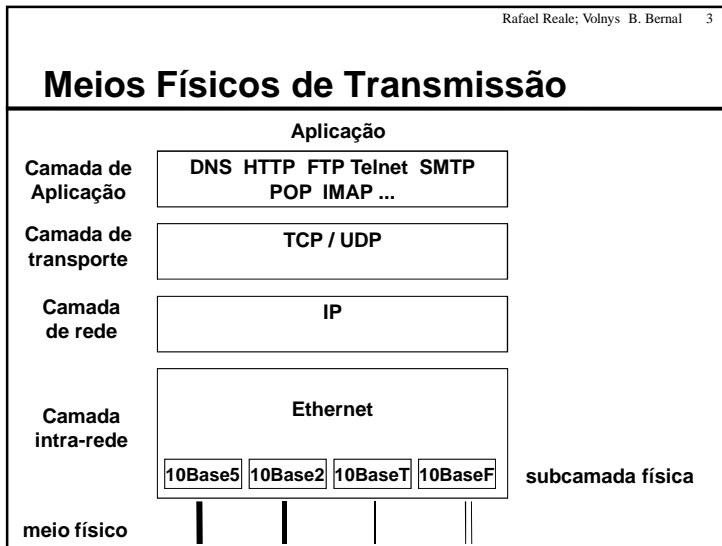 Rafael Reale; Volnys B. Bernal 3
Meios Físicos de Transmissão
Aplicação
Camada de
Aplicação
DNS HTTP FTP Telnet SMTP
POP IMAP ...
Camada de
transporte
TCP / UDP
Camada
de rede
IP
Camada
intra-rede
Ethernet
10Base5 10Base2 10BaseT 10BaseF
subcamada física
meio físico